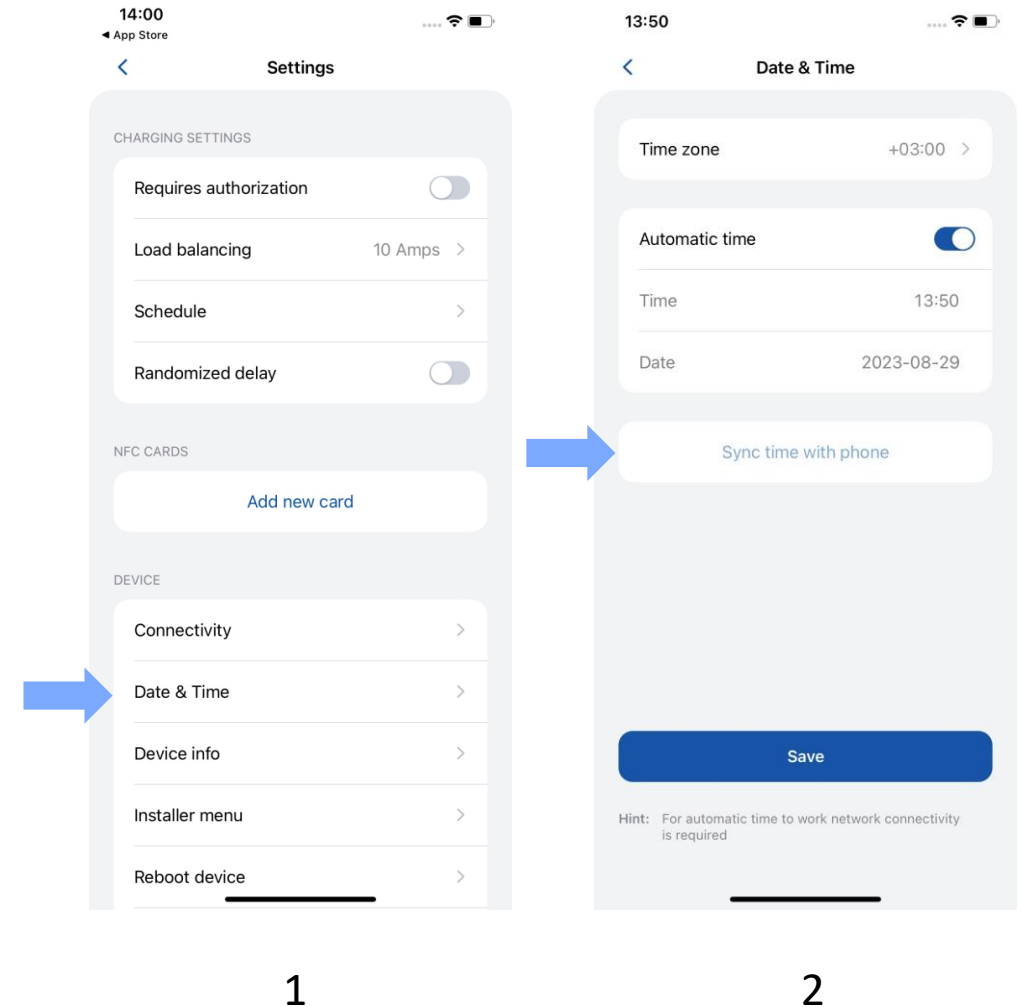 14:00
◀ App Store
Settings
CHARGING SETTINGS
Requires authorization
Load balancing 10 Amps
Schedule
Randomized delay
NFC CARDS
Add new card
DEVICE
Connectivity
Date & Time
Device info
Installer menu
Reboot device
1
13:50
Date & Time
Time zone +03:00
Automatic time
Time 13:50
Date 2023-08-29
Sync time with phone
Save
Hint: For automatic time to work network connectivity
is required
2